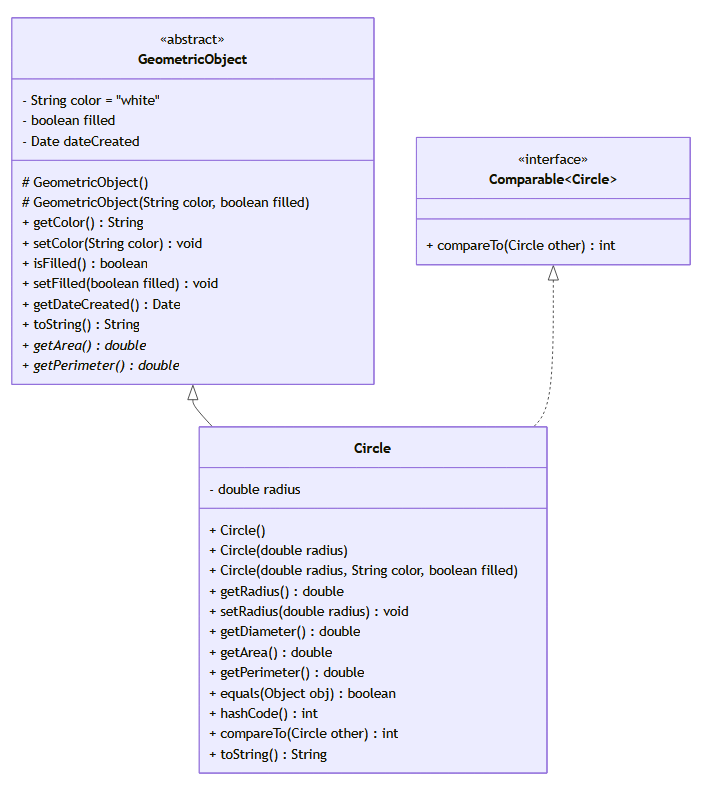 «abstract»
GeometricObject
- String color = "white"
- boolean filled
- Date dateCreated
# GeometricObject()
# GeometricObject(String color, boolean filled)
+ getColor() : String
+ setColor(String color) : void
+ isFilled() : boolean
+ setFilled(boolean filled) : void
+ getDateCreated() : Date
+ toString() : String
+ getArea() : double
+ getPerimeter() : double
«interface»
Comparable<Circle>
+ compareTo(Circle other) : int
Circle
- double radius
+ Circle()
+ Circle(double radius)
+ Circle(double radius, String color, boolean filled)
+ getRadius() : double
+ setRadius(double radius) : void
+ getDiameter() : double
+ getArea() : double
+ getPerimeter() : double
+ equals(Object obj) : boolean
+ hashCode() : int
+ compareTo(Circle other) : int
+ toString() : String